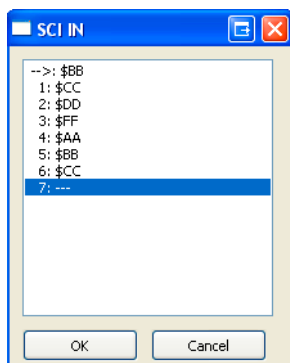 SCI IN
-->: $BB
1: $CC
2: $DD
3: $FF
4: $AA
5: $BB
6: $CC
7: ---
OK
Cancel